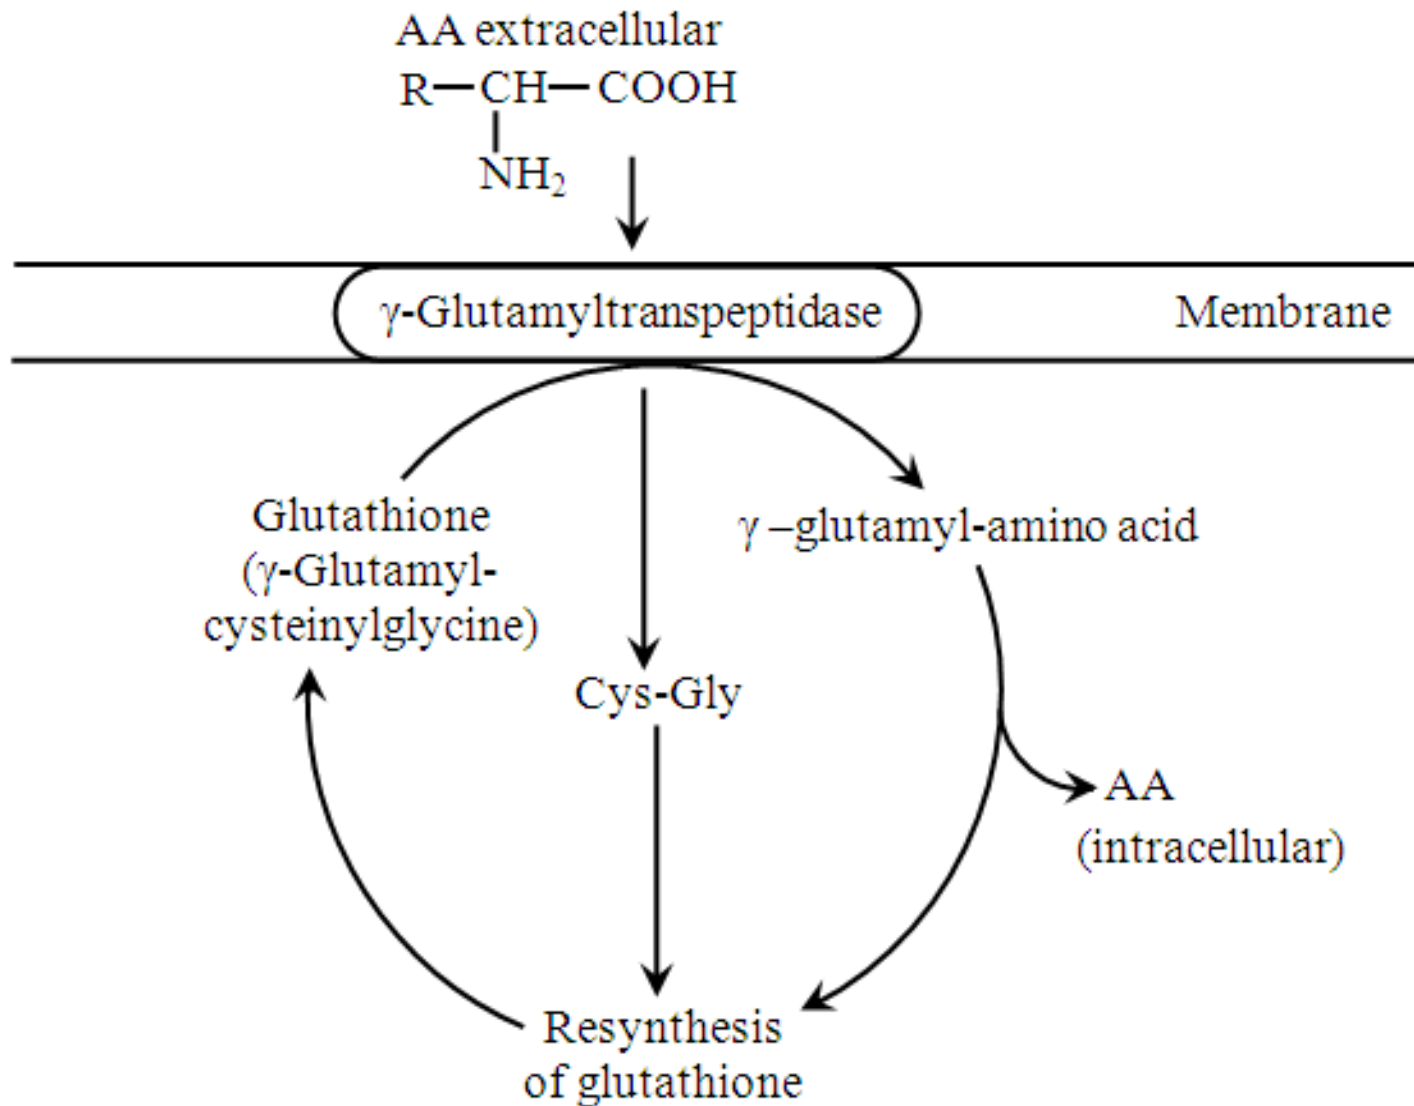 AA extracellular
R—CH—COOH
NH₂
γ-Glutamyltranspeptidase
Membrane
Glutathione
(γ-Glutamyl-
cysteinylglycine)
γ –glutamyl-amino acid
Cys-Gly
AA
(intracellular)
Resynthesis
of glutathione